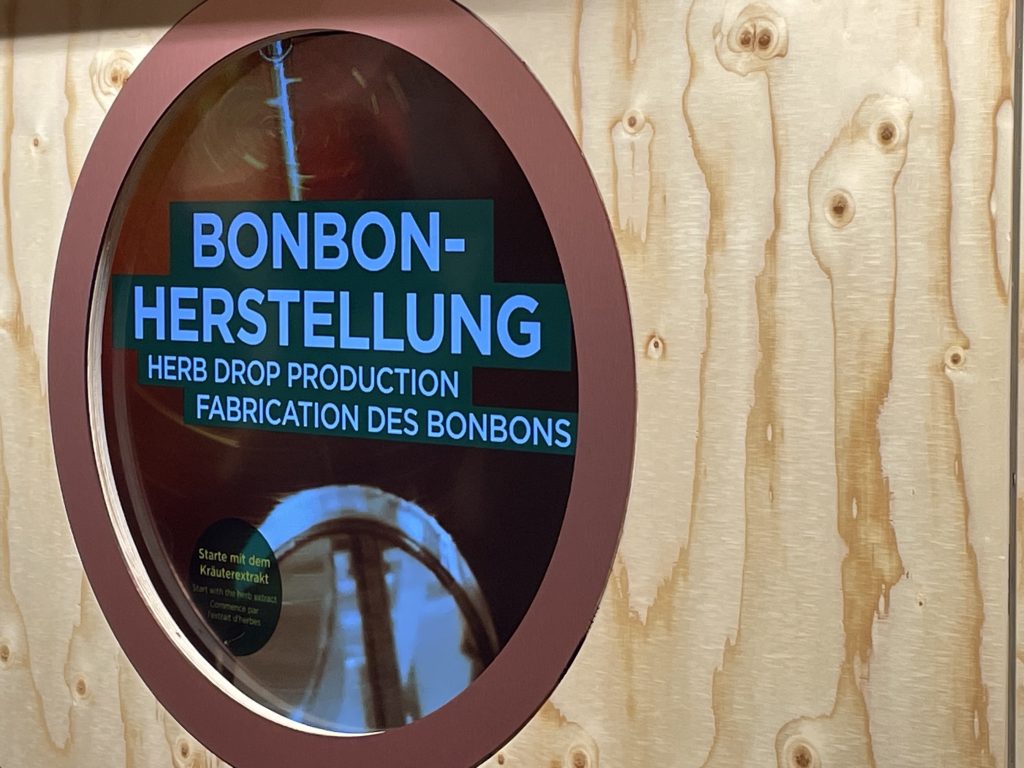 BONBON-
HERSTELLUNG
HERB DROP PRODUCTION
FABRICATION DES BONBONS
Starte mit dem
Kräuterextrakt
Start with the herb extract
Commence par
l'extrait d'herbes